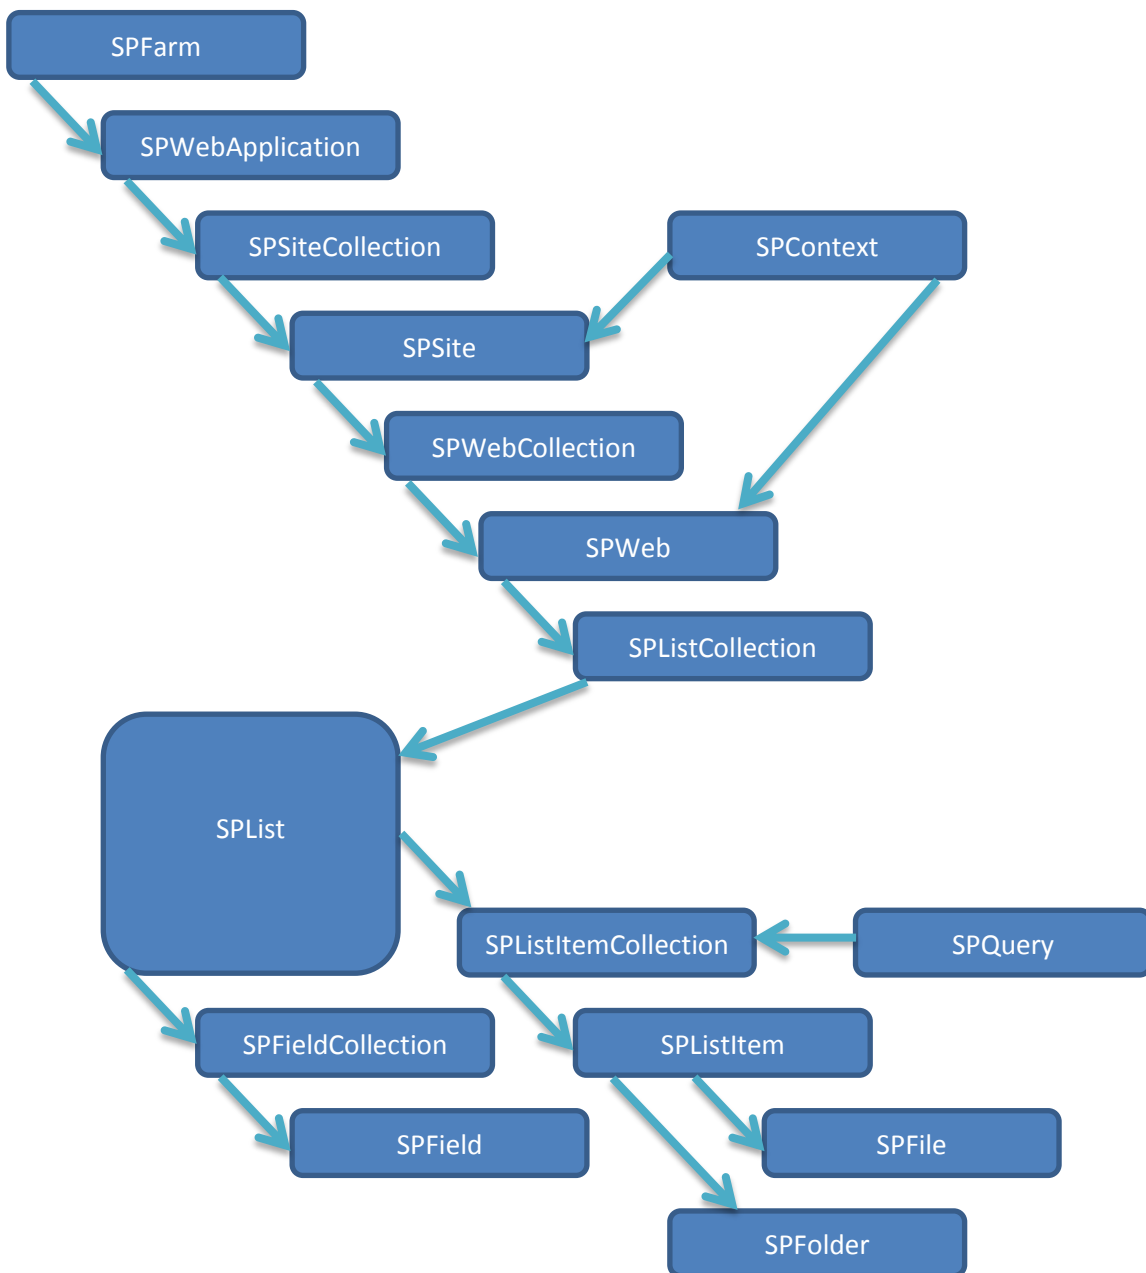 SPFarm
SPWebApplication
SPSiteCollection
SPContext
SPSite
SPWebCollection
SPWeb
SPListCollection
SPList
SPListItemCollection
SPQuery
SPFieldCollection
SPListItem
SPField
SPFile
SPFolder